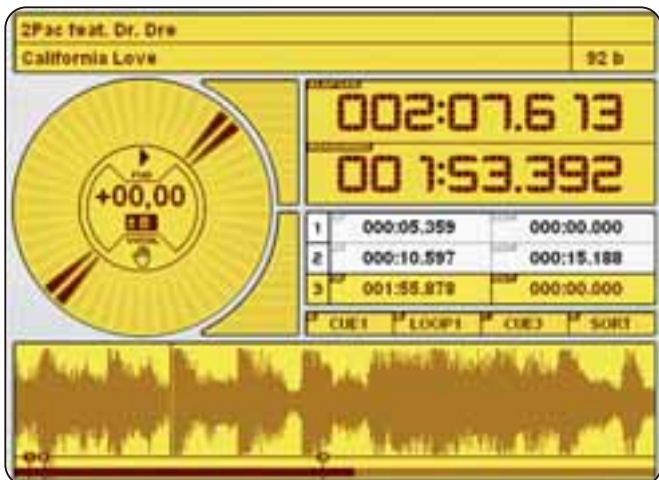 2Pac feat. Dr. Dre
California Love 92 b
002:07.613
001:53.392
+00,00
1 000:05.359 000:00.000
2 000:10.597 000:15.188
3 001:55.878 000:00.000
CUE1 LOOP1 CUE3 SORT